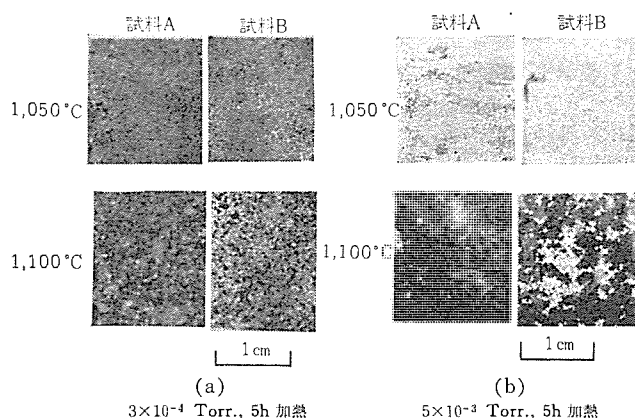 試料A 試料B 試料A 試料B
1,050°C 1,050°C
1,100°C 1,100°C
1 cm 1 cm
(a) (b)
3×10⁻⁴ Torr., 5h 加熱 5×10⁻³ Torr., 5h 加熱